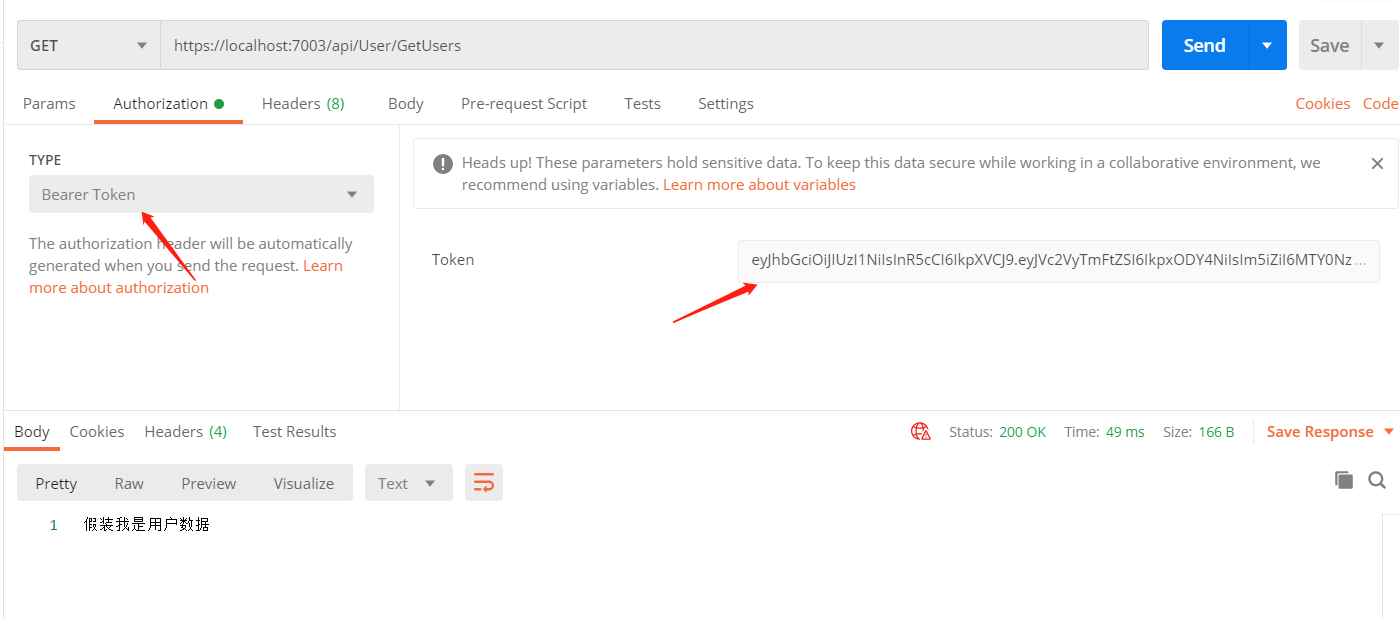 GET https://localhost:7003/api/User/GetUsers Send Save
Params Authorization Headers (8) Body Pre-request Script Tests Settings Cookies Code
TYPE
Bearer Token
The authorization header will be automatically
generated when you send the request. Learn
more about authorization
Heads up! These parameters hold sensitive data. To keep this data secure while working in a collaborative environment, we
recommend using variables. Learn more about variables
Token eyJhbGciOiJIUzI1NiIsInR5cCI6IkpXVCJ9.eyJVc2VyTmFtZSI6IkpxODY4NiIsIm5iZiI6MTY0Nz ...
Body Cookies Headers (4) Test Results Status: 200 OK Time: 49 ms Size: 166 B Save Response
Pretty Raw Preview Visualize Text
1 假装我是用户数据